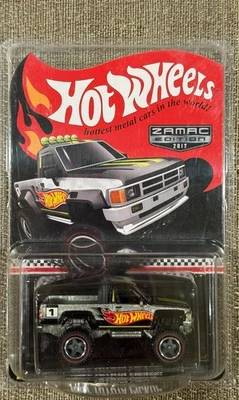 Hot Wheels
hottest metal cars in the world!
ZAMAC
EDITION
2017
Hot Wheels
1
Hot Wheels